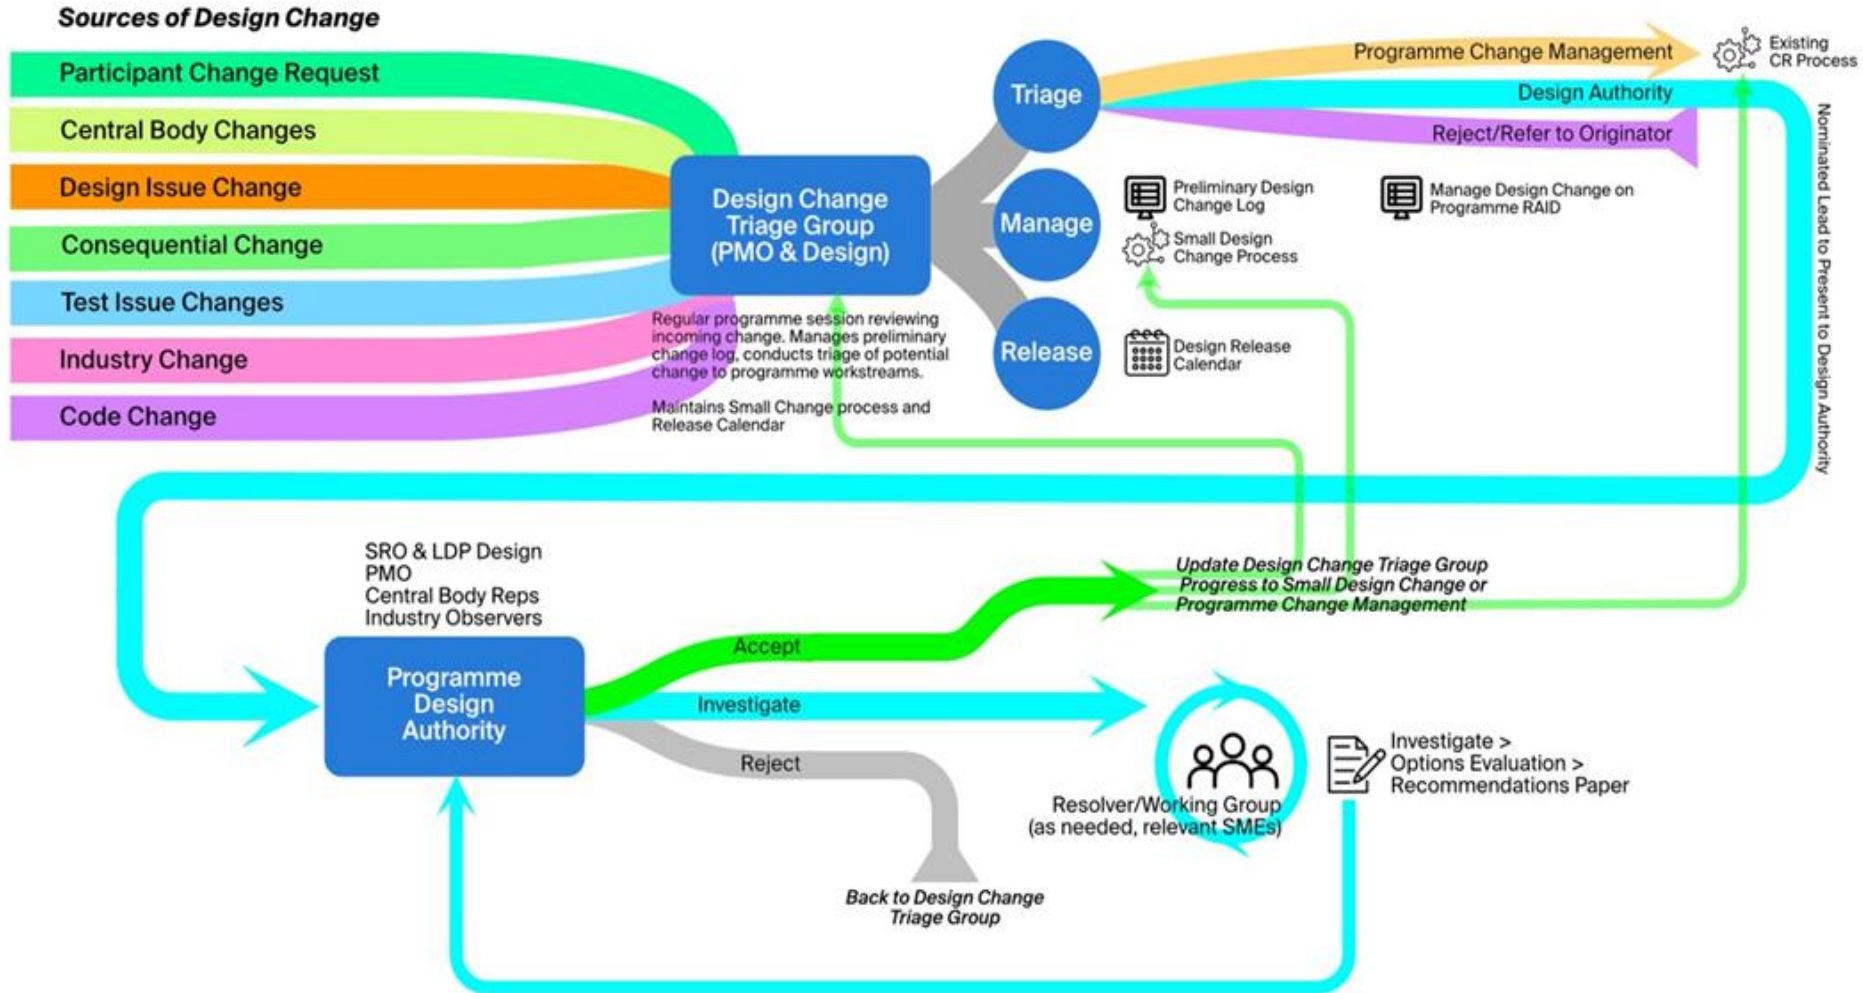 Sources of Design Change
Participant Change Request
Central Body Changes
Design Issue Change
Consequential Change
Test Issue Changes
Industry Change
Code Change
Design Change
Triage Group
(PMO & Design)
Regular programme session reviewing
incoming change. Manages preliminary
change log, conducts triage of potential
change to programme workstreams.
Maintains Small Change process and
Release Calendar
Triage
Manage
Release
Programme Change Management
Design Authority
Reject/Refer to Originator
Existing
CR Process
Preliminary Design
Change Log
Small Design
Change Process
Manage Design Change on
Programme RAID
Design Release
Calendar
Nominated Lead to Present to Design Authority
SRO & LDP Design
PMO
Central Body Reps
Industry Observers
Programme
Design
Authority
Accept
Investigate
Reject
Update Design Change Triage Group
Progress to Small Design Change or
Programme Change Management
Resolver/Working Group
(as needed, relevant SMEs)
Investigate >
Options Evaluation >
Recommendations Paper
Back to Design Change
Triage Group